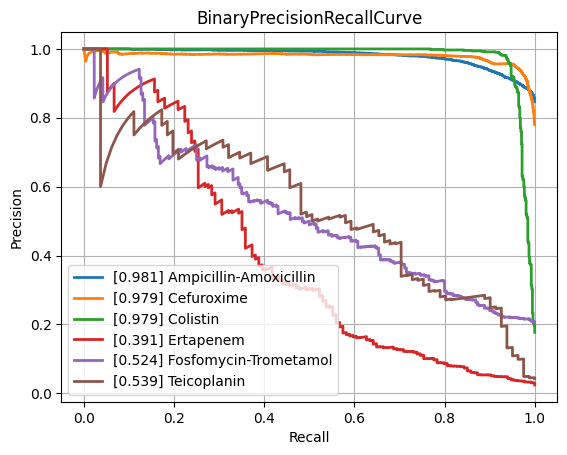 BinaryPrecisionRecallCurve
Precision
1.0
0.8
0.6
0.4
0.2
0.0
[0.981] Ampicillin-Amoxicillin
[0.979] Cefuroxime
[0.979] Colistin
[0.391] Ertapenem
[0.524] Fosfomycin-Trometamol
[0.539] Teicoplanin
0.0 0.2 0.4 0.6 0.8 1.0
Recall